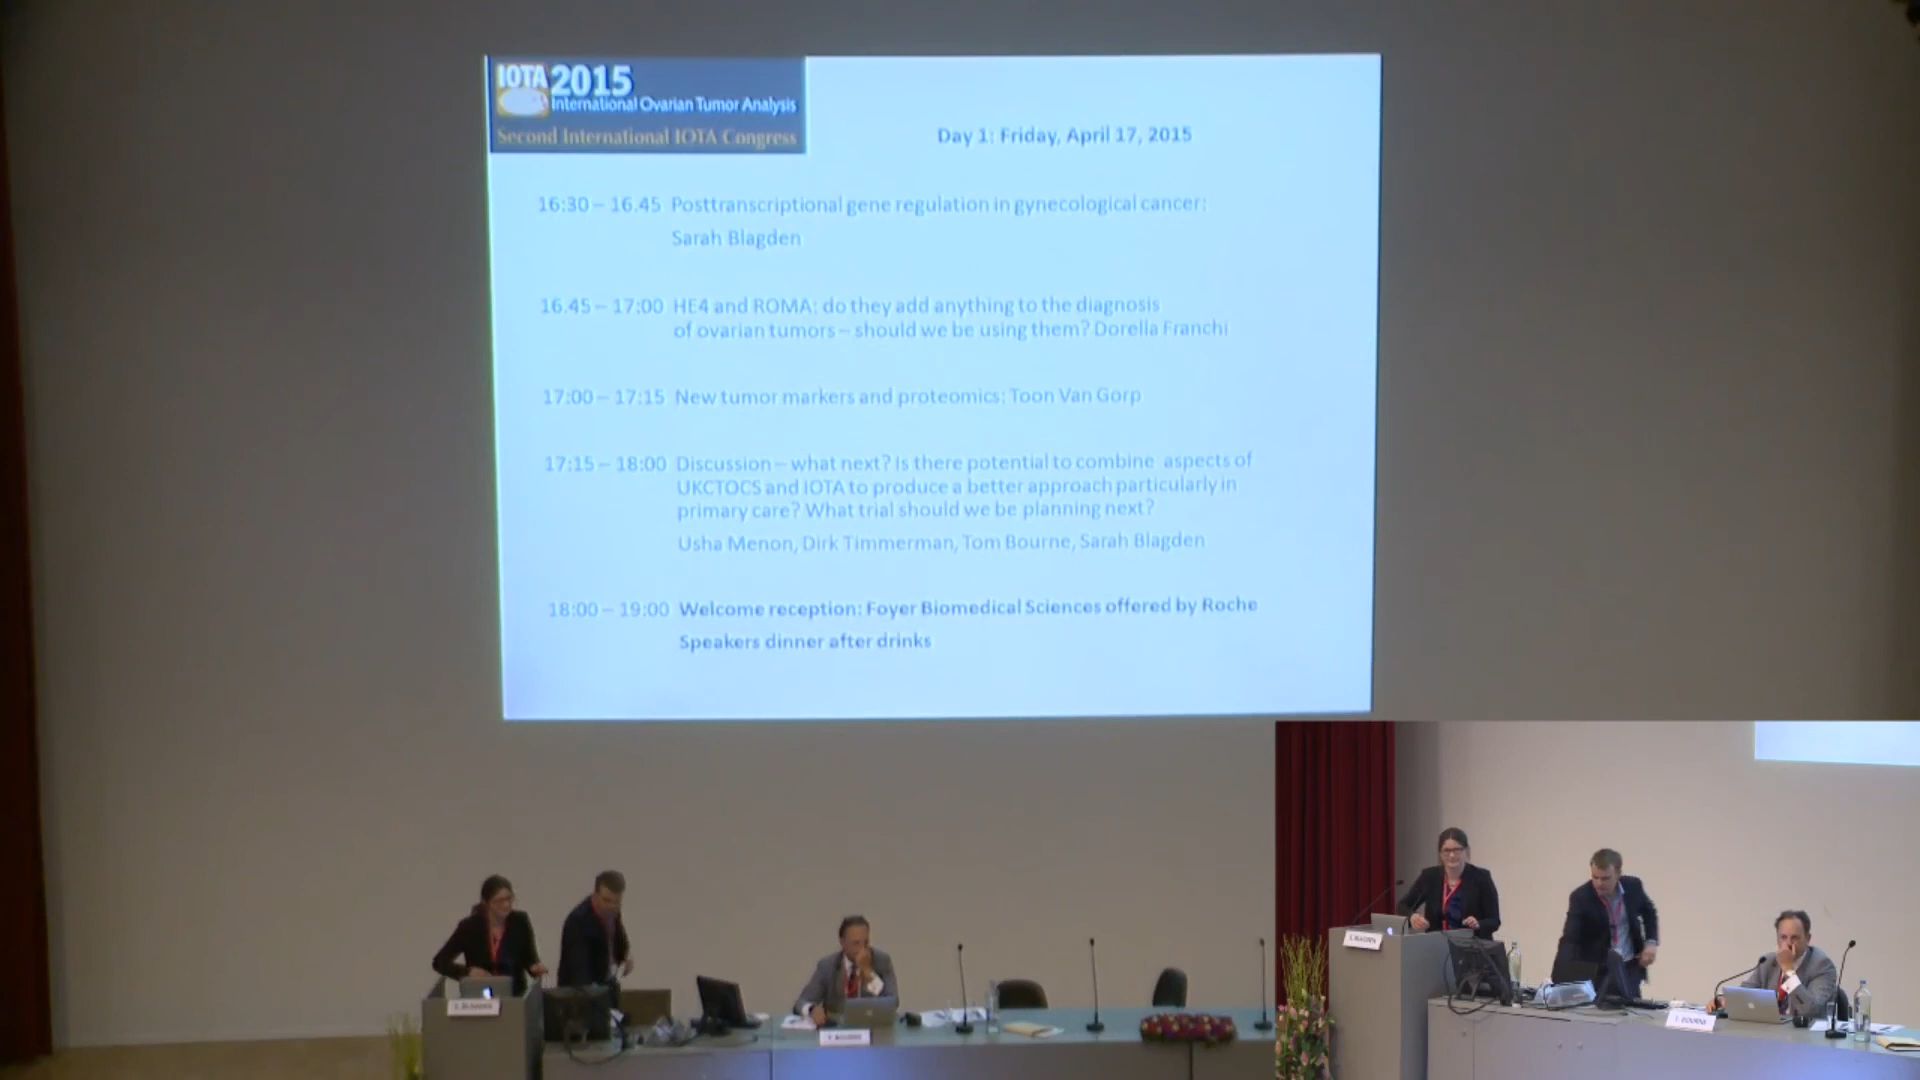 IOTA 2015
International Ovarian Tumor Analysis
Second International IOTA Congress
Day 1: Friday, April 17, 2015
16:30 – 16.45 Posttranscriptional gene regulation in gynecological cancer:
Sarah Blagden
16.45 – 17:00 HE4 and ROMA: do they add anything to the diagnosis
of ovarian tumors – should we be using them? Dorella Franchi
17:00 – 17:15 New tumor markers and proteomics: Toon Van Gorp
17:15 – 18:00 Discussion – what next? Is there potential to combine aspects of
UKCTOCS and IOTA to produce a better approach particularly in
primary care? What trial should we be planning next?
Usha Menon, Dirk Timmerman, Tom Bourne, Sarah Blagden
18:00 – 19:00 Welcome reception: Foyer Biomedical Sciences offered by Roche
Speakers dinner after drinks
S. BLAGDEN
T. BOURNE
S. BLAGDEN
T. BOURNE